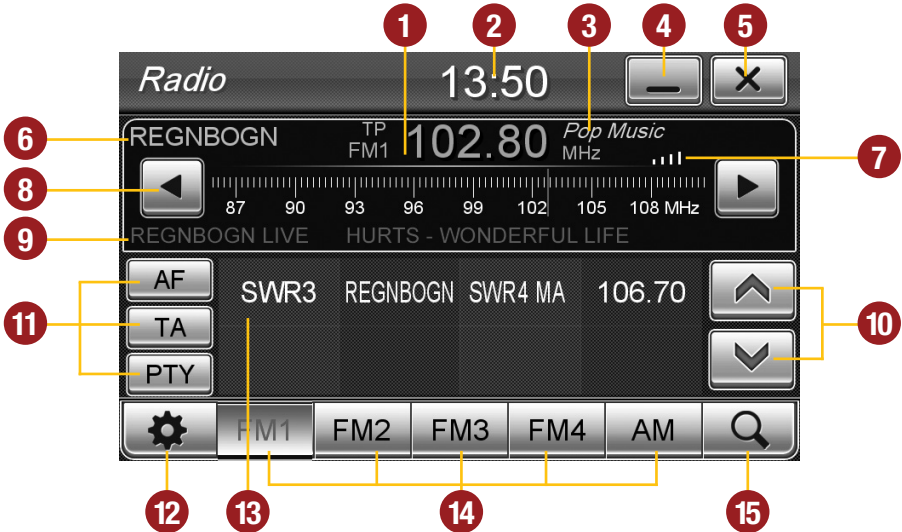 1 2 3 4 5
Radio 13:50
6 REGNBOGN TP FM1 102.80 Pop Music MHz 7
8
87 90 93 96 99 102 105 108 MHz
9 REGNBOGN LIVE HURTS - WONDERFUL LIFE
AF SWR3 REGNBOGN SWR4 MA 106.70
11 TA 10
PTY
FM1 FM2 FM3 FM4 AM
12 13 14 15